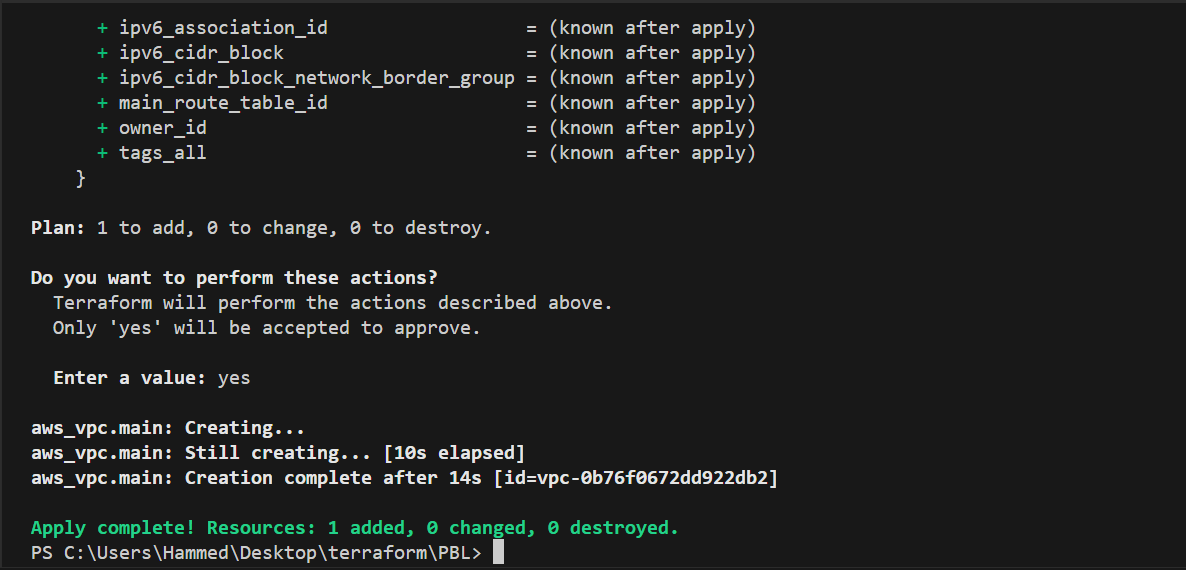 + ipv6_association_id                  = (known after apply)
+ ipv6_cidr_block                      = (known after apply)
+ ipv6_cidr_block_network_border_group = (known after apply)
+ main_route_table_id                  = (known after apply)
+ owner_id                             = (known after apply)
+ tags_all                             = (known after apply)
}
Plan: 1 to add, 0 to change, 0 to destroy.
Do you want to perform these actions?
Terraform will perform the actions described above.
Only 'yes' will be accepted to approve.
Enter a value: yes
aws_vpc.main: Creating...
aws_vpc.main: Still creating... [10s elapsed]
aws_vpc.main: Creation complete after 14s [id=vpc-0b76f0672dd922db2]
Apply complete! Resources: 1 added, 0 changed, 0 destroyed.
PS C:\Users\Hammed\Desktop\terraform\PBL>